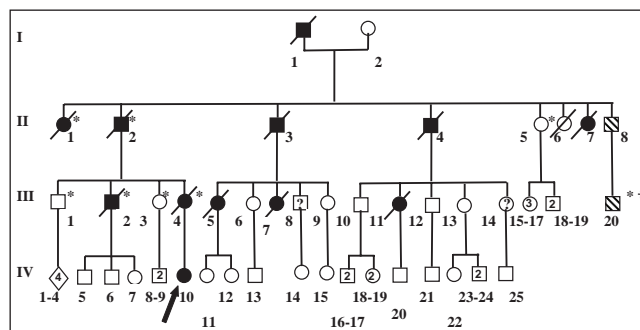 I
1 2
II
* * *
1 2 3 4 5 6 7 8
III
* * * * ? ? 3 2 * -
1 2 3 4 5 6 7 8 9 10 11 12 13 14 15-17 18-19 20
IV
4 2 2 2 2
1-4 5 6 7 8-9 10 12 13 14 15 18-19 21 23-24 25
11 16-17 20 22